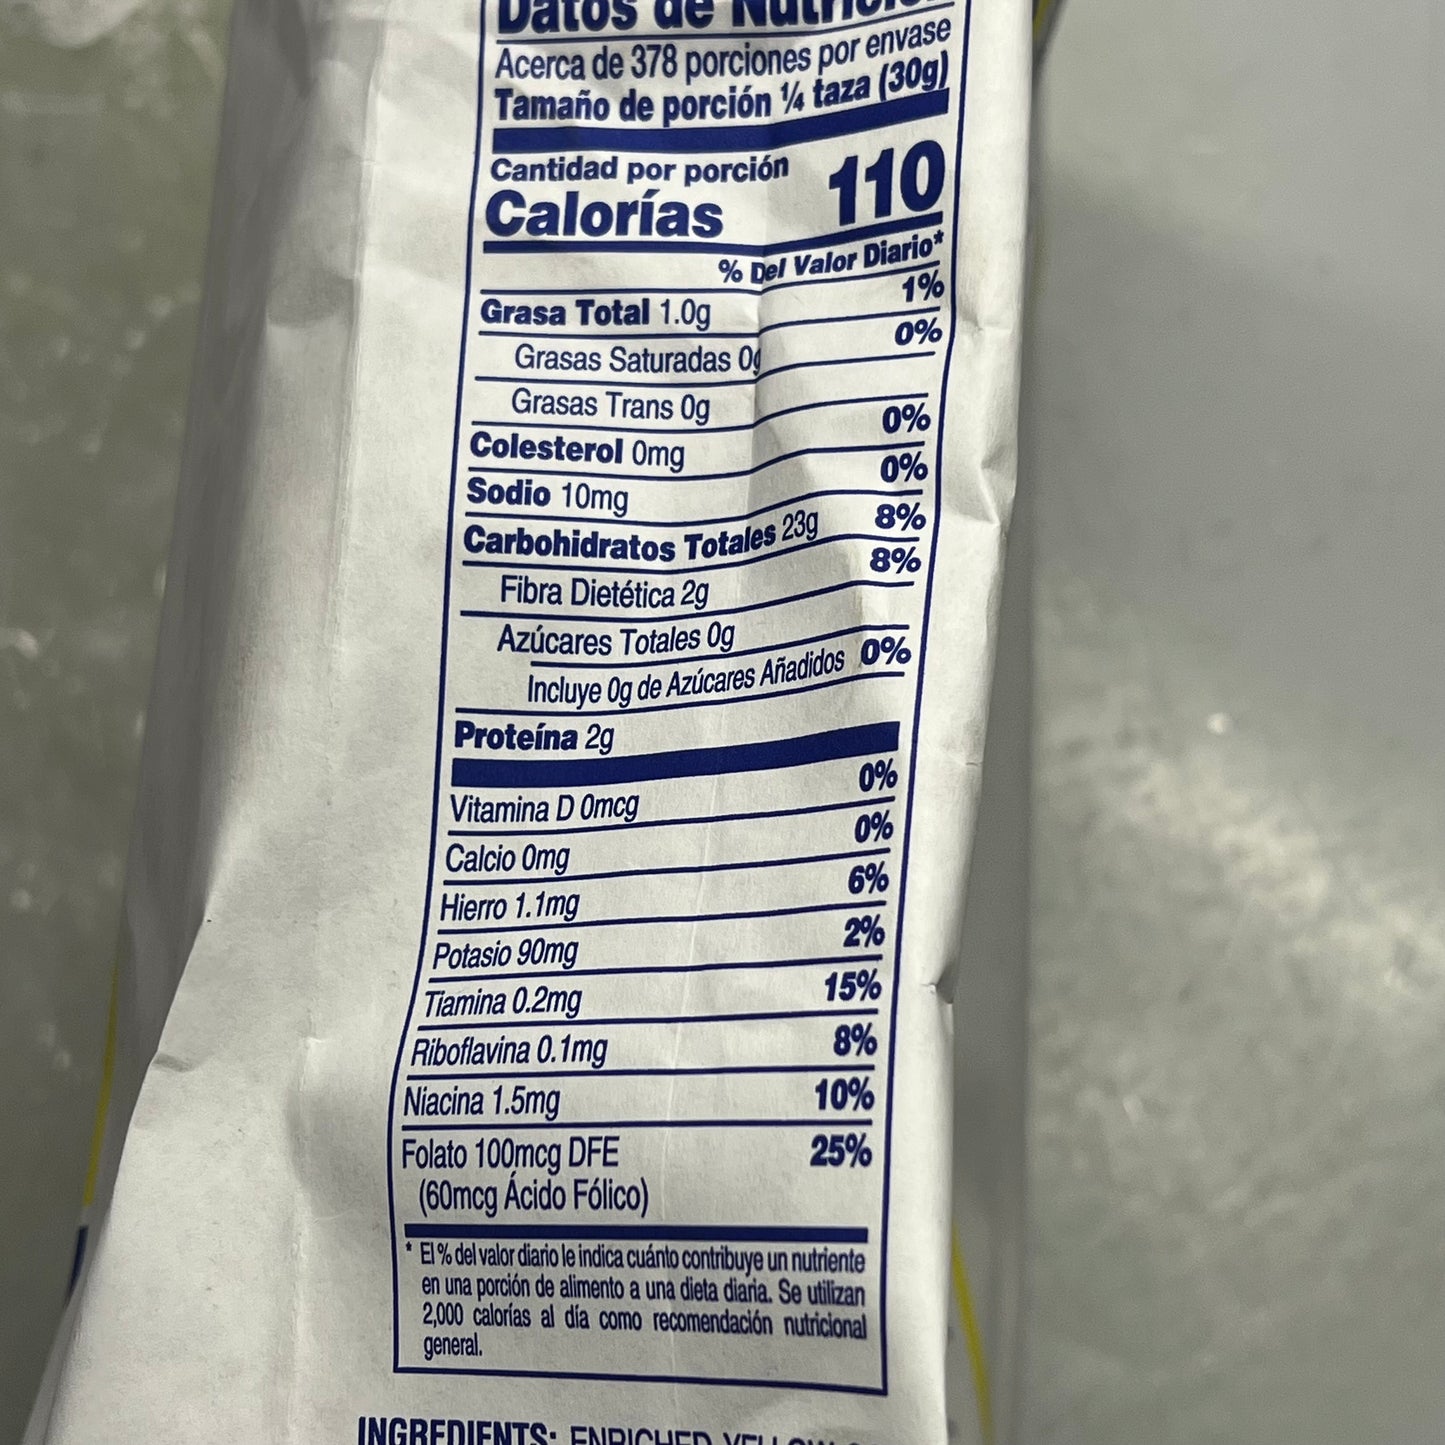 Datos de
Acerca de 378 porciones por envase
Tamaño de porción ¼ taza (30g)
Cantidad por porción
Calorías 110
% Del Valor Diario*
Grasa Total 1.0g 1%
Grasas Saturadas 0g 0%
Grasas Trans 0g
Colesterol 0mg 0%
Sodio 10mg 0%
Carbohidratos Totales 23g 8%
Fibra Dietética 2g 8%
Azúcares Totales 0g
Incluye 0g de Azúcares Añadidos 0%
Proteína 2g
Vitamina D 0mcg 0%
Calcio 0mg 0%
Hierro 1.1mg 6%
Potasio 90mg 2%
Tiamina 0.2mg 15%
Riboflavina 0.1mg 8%
Niacina 1.5mg 10%
Folato 100mcg DFE 25%
(60mcg Ácido Fólico)
* El % del valor diario le indica cuánto contribuye un nutriente
en una porción de alimento a una dieta diaria. Se utilizan
2,000 calorías al día como recomendación nutricional
general.
INGREDIENTS: ENRICHED